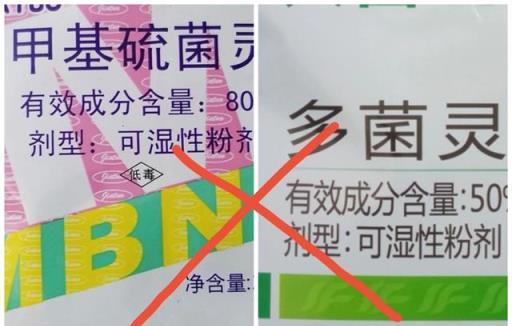 甲基硫菌灵
有效成分含量：80
剂型：可湿性粉剂
低毒
MBN
净含量:
多菌灵
有效成分含量:50%
剂型:可湿性粉剂